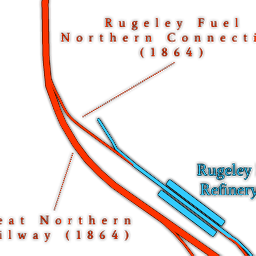 Rugeley Fuel
Northern Connecti
(1864)
Rugeley
Refinery
eat Northern
ilway (1864)